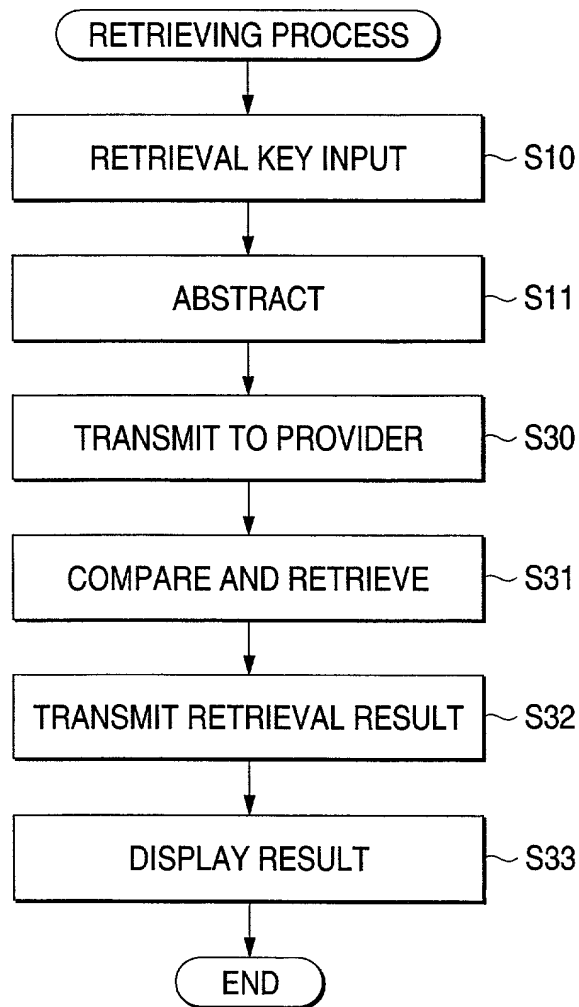 RETRIEVING PROCESS
RETRIEVAL KEY INPUT S10
ABSTRACT S11
TRANSMIT TO PROVIDER S30
COMPARE AND RETRIEVE S31
TRANSMIT RETRIEVAL RESULT S32
DISPLAY RESULT S33
END